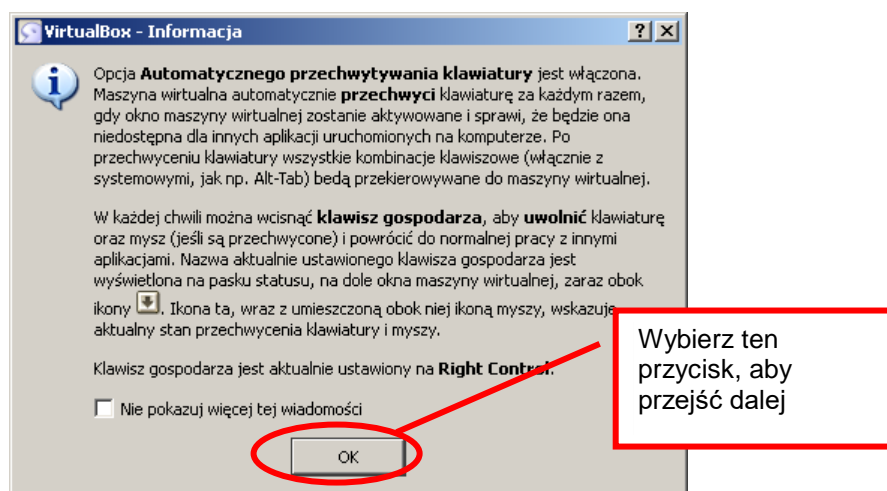 VirtualBox - Informacja
Opcja Automatycznego przechwytywania klawiatury jest włączona.
Maszyna wirtualna automatycznie przechwyci klawiaturę za każdym razem,
gdy okno maszyny wirtualnej zostanie aktywowane i sprawi, że będzie ona
niedostępna dla innych aplikacji uruchomionych na komputerze. Po
przechwyceniu klawiatury wszystkie kombinacje klawiszowe (włącznie z
systemowymi, jak np. Alt-Tab) bedą przekierowywane do maszyny wirtualnej.
W każdej chwili można wcisnąć klawisz gospodarza, aby uwolnić klawiaturę
oraz mysz (jeśli są przechwycone) i powrócić do normalnej pracy z innymi
aplikacjami. Nazwa aktualnie ustawionego klawisza gospodarza jest
wyświetlona na pasku statusu, na dole okna maszyny wirtualnej, zaraz obok
ikony . Ikona ta, wraz z umieszczoną obok niej ikoną myszy, wskazuje
aktualny stan przechwycenia klawiatury i myszy.
Klawisz gospodarza jest aktualnie ustawiony na Right Control.
Nie pokazuj więcej tej wiadomości
OK
Wybierz ten
przycisk, aby
przejść dalej